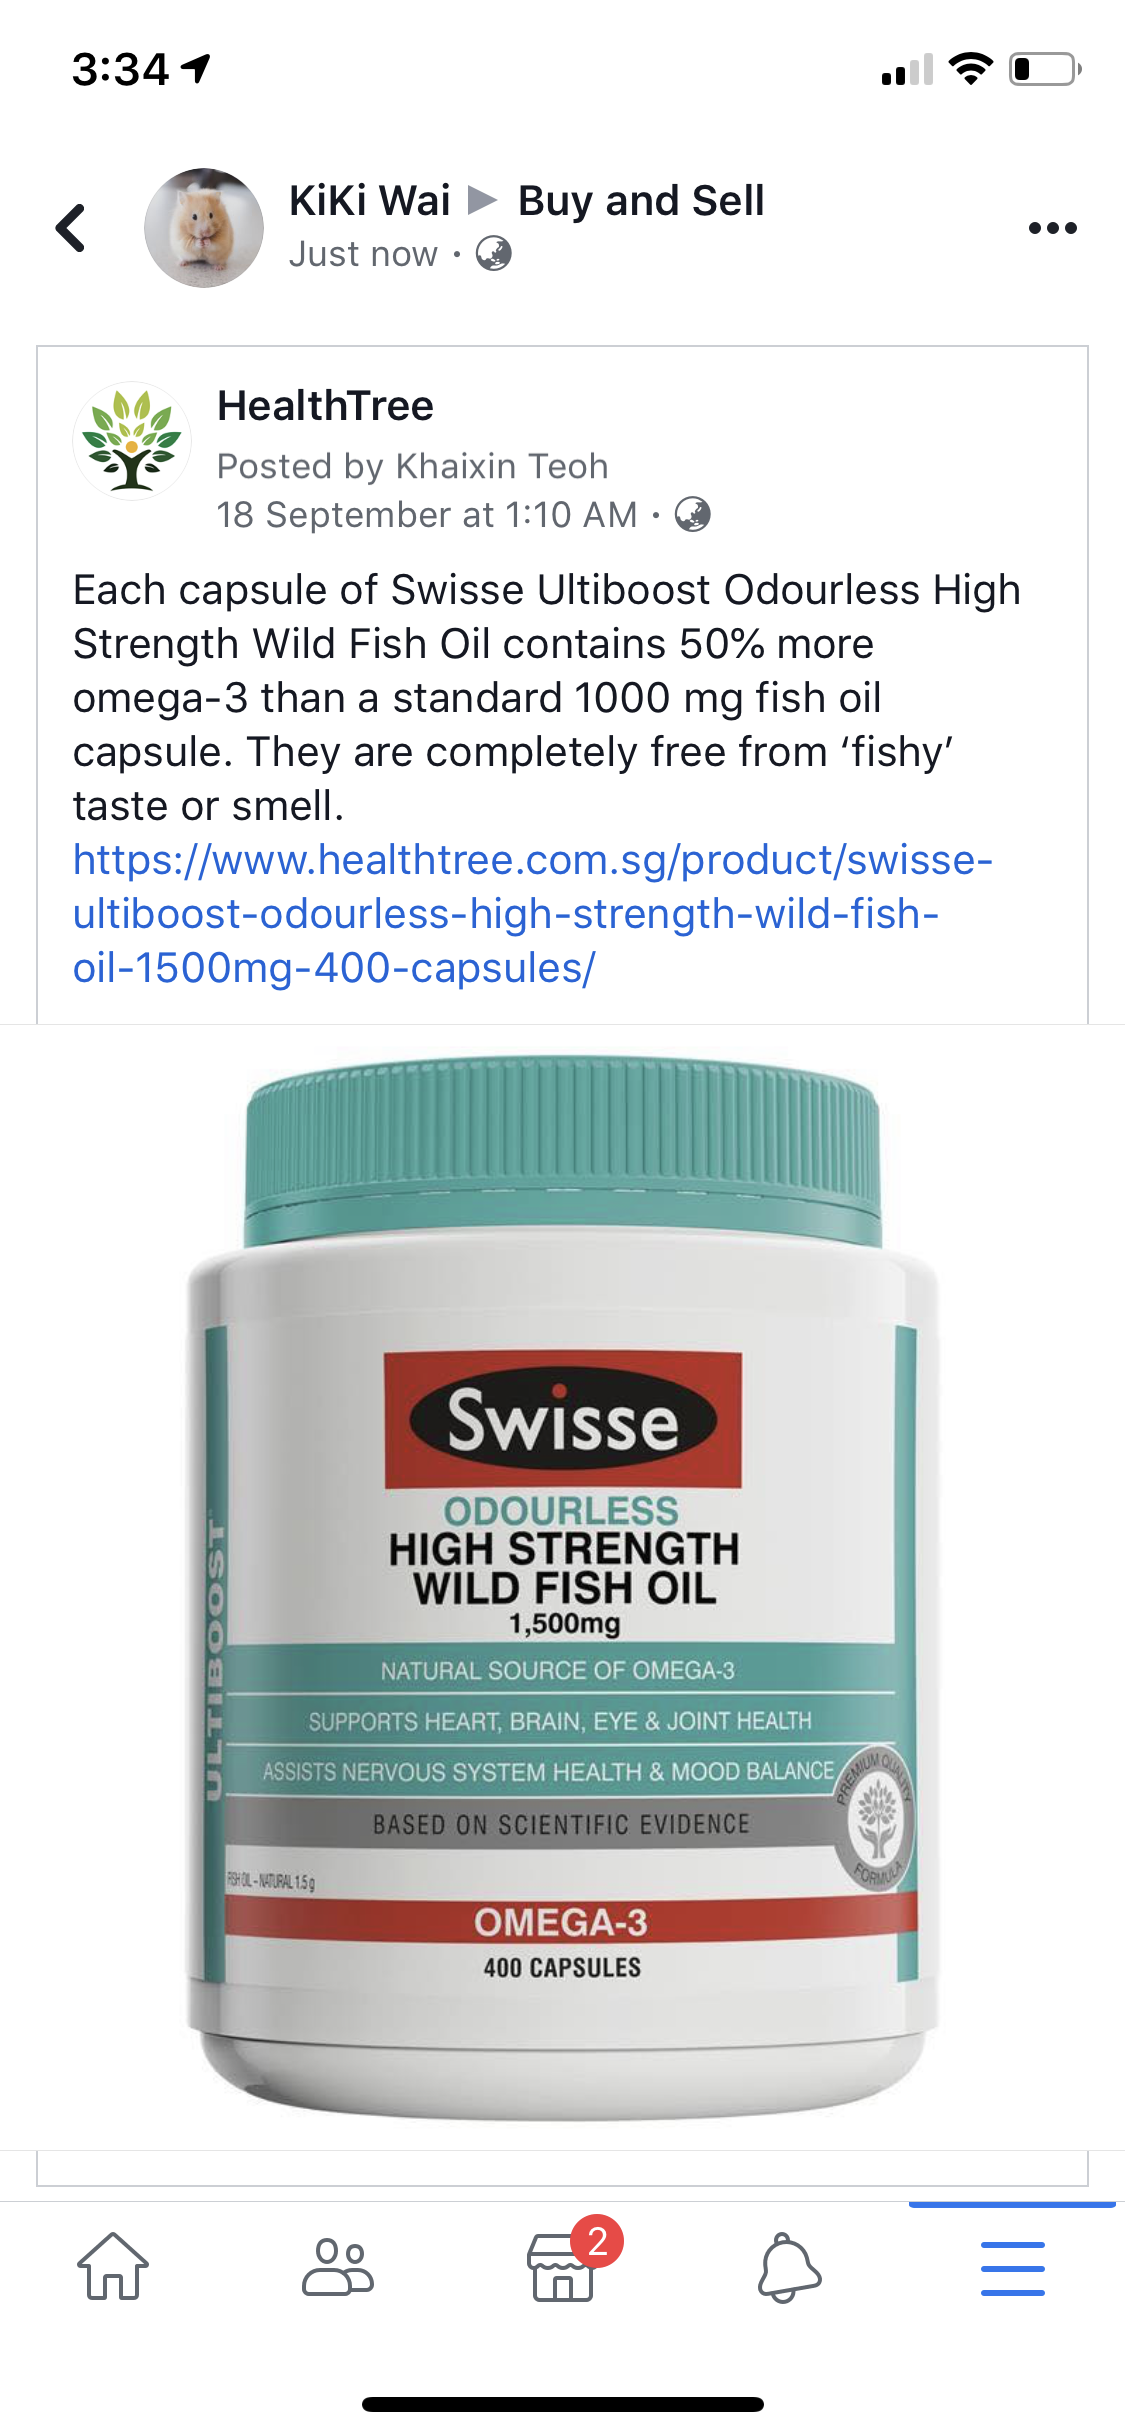 3:34
KiKi Wai ▶ Buy and Sell
Just now ·
HealthTree
Posted by Khaixin Teoh
18 September at 1:10 AM ·
Each capsule of Swisse Ultiboost Odourless High
Strength Wild Fish Oil contains 50% more
omega-3 than a standard 1000 mg fish oil
capsule. They are completely free from ‘fishy’
taste or smell.
https://www.healthtree.com.sg/product/swisse-
ultiboost-odourless-high-strength-wild-fish-
oil-1500mg-400-capsules/
Swisse
ODOURLESS
HIGH STRENGTH
WILD FISH OIL
1,500mg
ULTIBOOST
NATURAL SOURCE OF OMEGA-3
SUPPORTS HEART, BRAIN, EYE & JOINT HEALTH
ASSISTS NERVOUS SYSTEM HEALTH & MOOD BALANCE
BASED ON SCIENTIFIC EVIDENCE
PREMIUM QUALITY
FORMULA
FISH OIL – NATURAL 1.5 g
OMEGA-3
400 CAPSULES
2